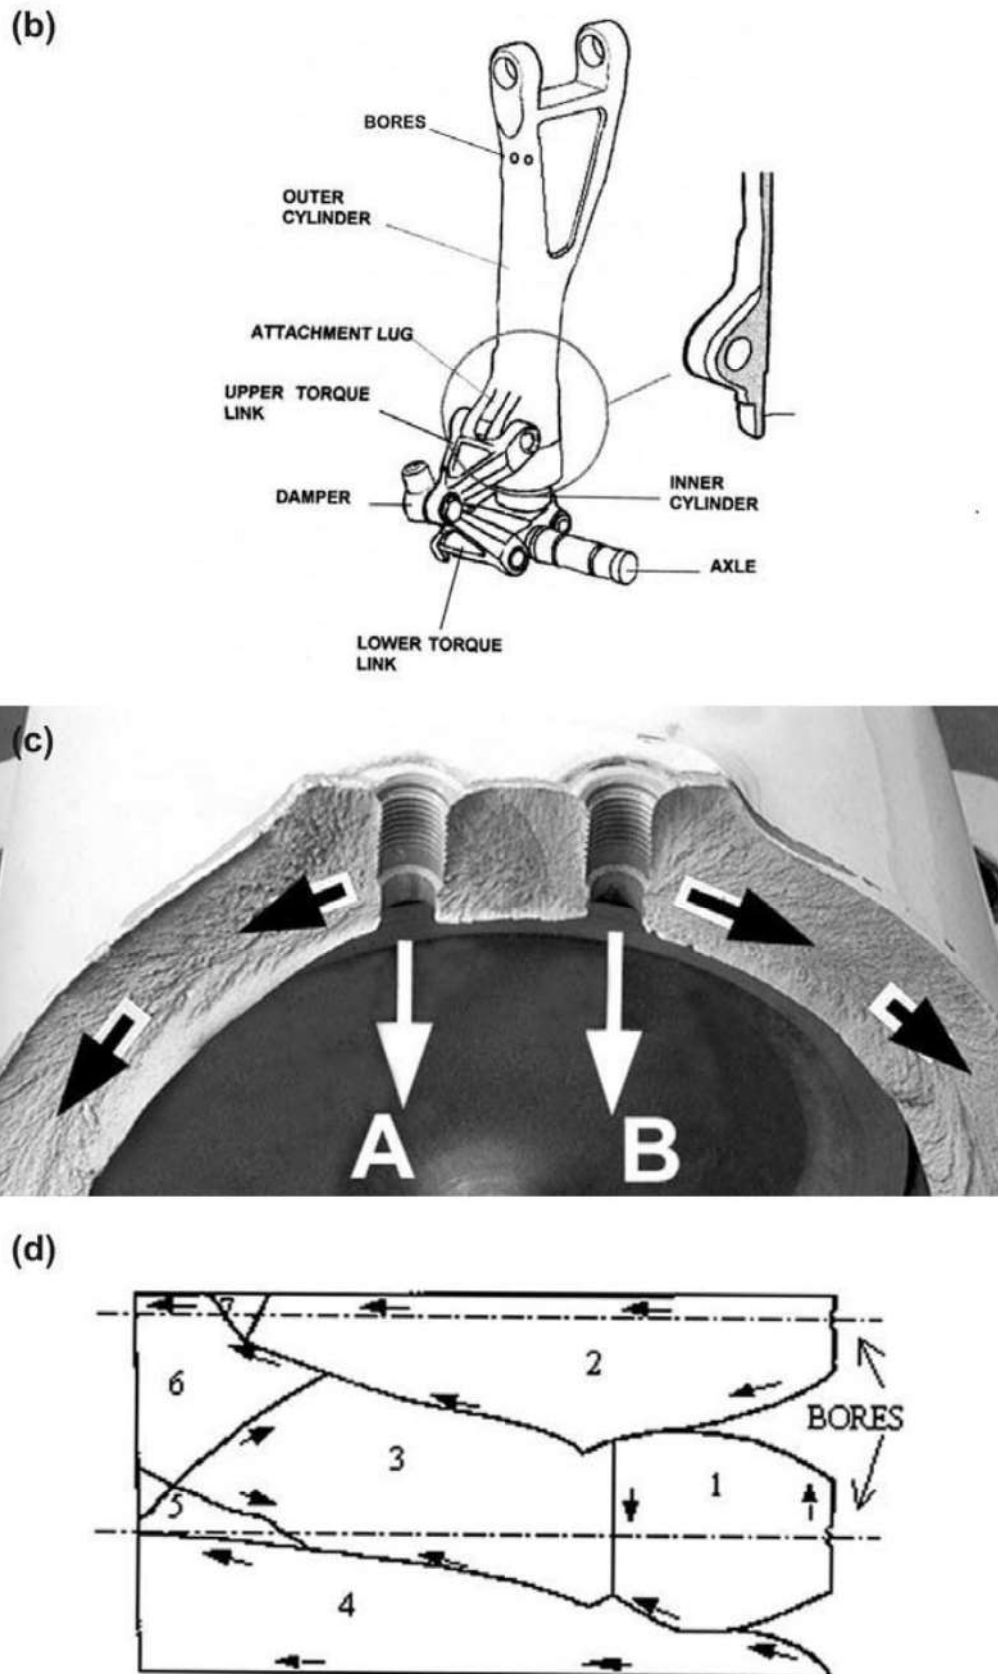 (b)
BORES
OUTER
CYLINDER
ATTACHMENT LUG
UPPER TORQUE
LINK
DAMPER
INNER
CYLINDER
AXLE
LOWER TORQUE
LINK
(c)
A
B
(d)
7
2
6
BORES
3
1
5
4